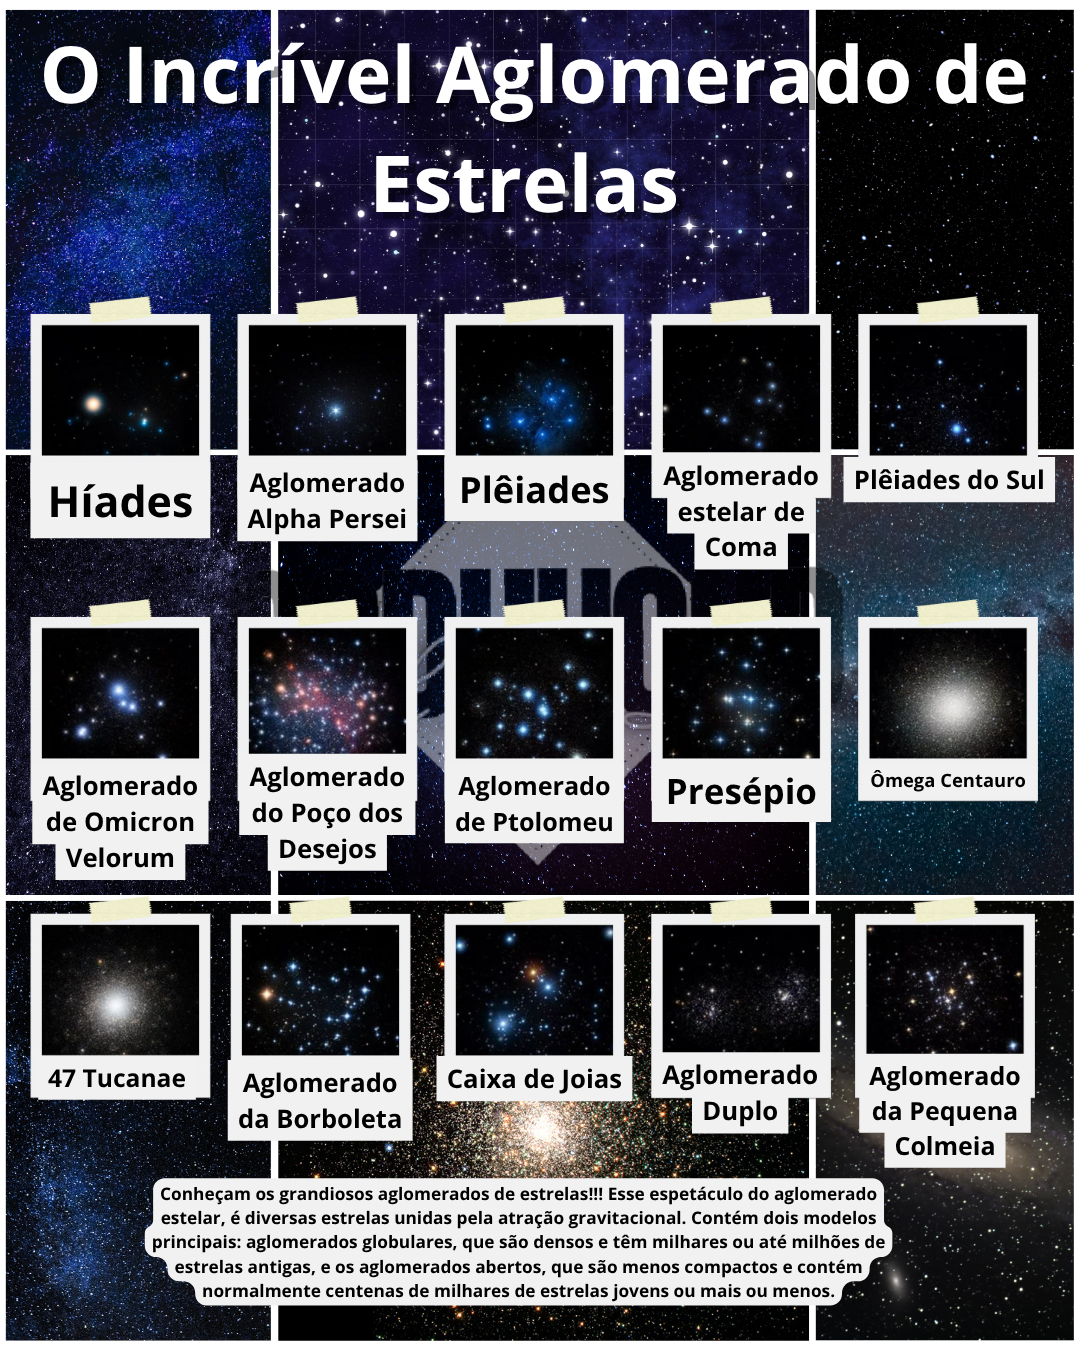 O Incrível Aglomerado de
Estrelas
Híades
Aglomerado
Alpha Persei
Plêiades
Aglomerado
estelar de
Coma
Plêiades do Sul
Aglomerado
de Omicron
Velorum
Aglomerado
do Poço dos
Desejos
Aglomerado
de Ptolomeu
Presépio
Ômega Centauro
47 Tucanae
Aglomerado
da Borboleta
Caixa de Joias
Aglomerado
Duplo
Aglomerado
da Pequena
Colmeia
Conheçam os grandiosos aglomerados de estrelas!!! Esse espetáculo do aglomerado
estelar, é diversas estrelas unidas pela atração gravitacional. Contém dois modelos
principais: aglomerados globulares, que são densos e têm milhares ou até milhões de
estrelas antigas, e os aglomerados abertos, que são menos compactos e contém
normalmente centenas de milhares de estrelas jovens ou mais ou menos.